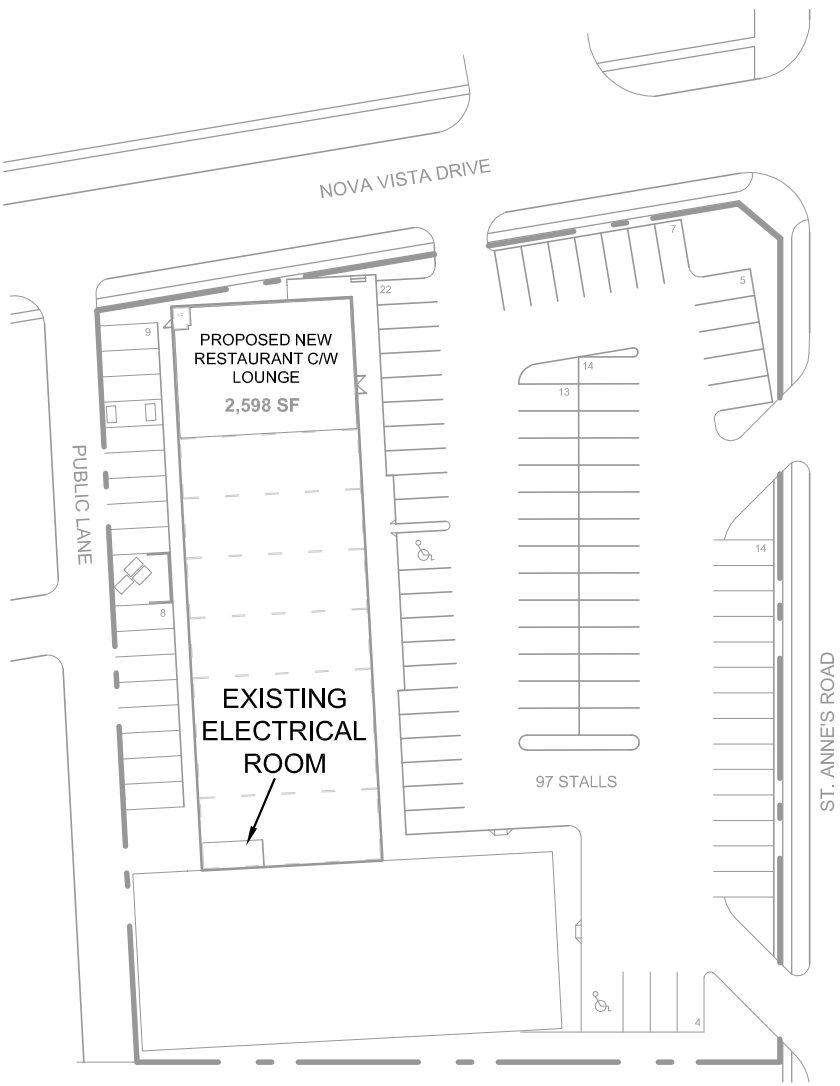 NOVA VISTA DRIVE
7
5
22
9
PROPOSED NEW
RESTAURANT C/W
LOUNGE
2,598 SF
14
13
PUBLIC LANE
14
8
EXISTING
ELECTRICAL
ROOM
97 STALLS
ST. ANNE'S ROAD
4